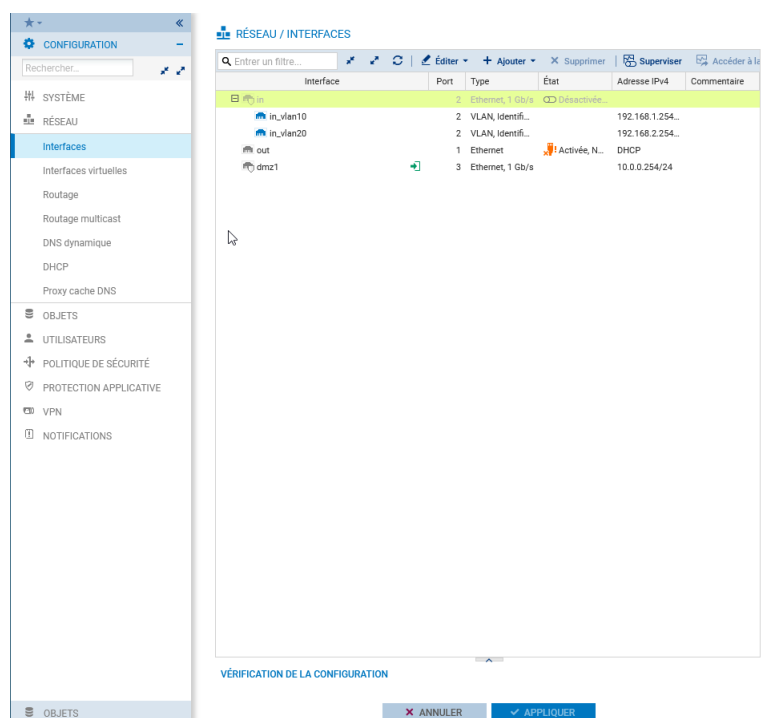 CONFIGURATION
Rechercher...
SYSTÈME
RÉSEAU
Interfaces
Interfaces virtuelles
Routage
Routage multicast
DNS dynamique
DHCP
Proxy cache DNS
OBJETS
UTILISATEURS
POLITIQUE DE SÉCURITÉ
PROTECTION APPLICATIVE
VPN
NOTIFICATIONS
OBJETS
RÉSEAU / INTERFACES
Entrer un filtre... Éditer Ajouter Supprimer Superviser Accéder à la
Interface Port Type État Adresse IPv4 Commentaire
in 2 Ethernet, 1 Gb/s Désactivée...
in_vlan10 2 VLAN, Identifi... 192.168.1.254...
in_vlan20 2 VLAN, Identifi... 192.168.2.254...
out 1 Ethernet Activée, N... DHCP
dmz1 3 Ethernet, 1 Gb/s 10.0.0.254/24
VÉRIFICATION DE LA CONFIGURATION
ANNULER APPLIQUER